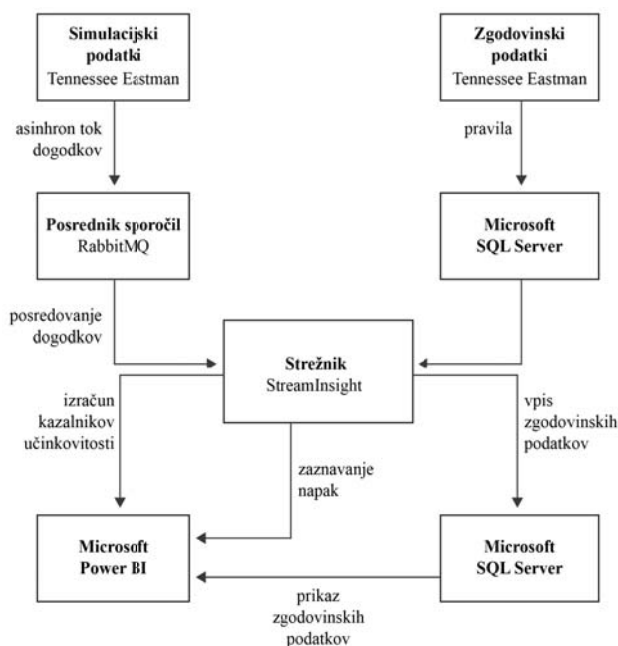 Simulacijski
podatki
Tennessee Eastman
Zgodovinski
podatki
Tennessee Eastman
asinhron tok
dogodkov
pravila
Posrednik sporočil
RabbitMQ
Microsoft
SQL Server
posredovanje
dogodkov
Strežnik
StreamInsight
izračun
kazalnikov
učinkovitosti
vpis
zgodovinskih
podatkov
zaznavanje
napak
Microsoft
Power BI
Microsoft
SQL Server
prikaz
zgodovinskih
podatkov